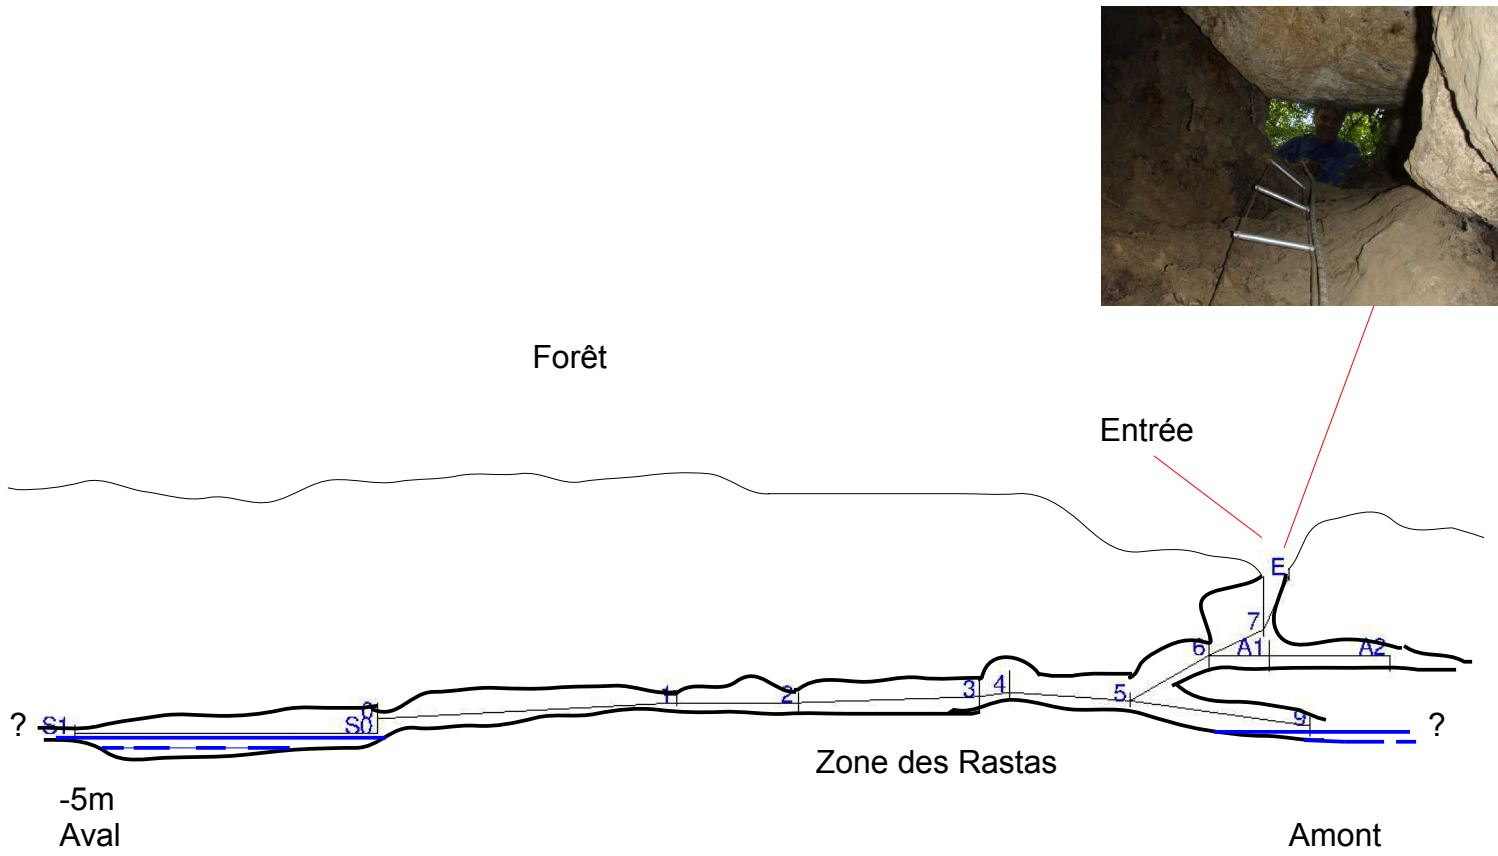 Forêt
Entrée
E
7
6 A1 A2
1 2 3 4 5
? S1 S0 0 9 ?
Zone des Rastas
-5m
Aval Amont